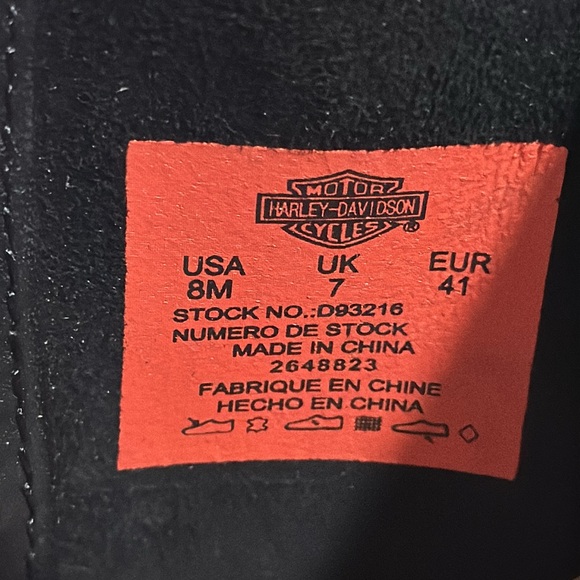 MOTOR
HARLEY-DAVIDSON
CYCLES®
USA UK EUR
8M 7 41
STOCK NO.:D93216
NUMERO DE STOCK
MADE IN CHINA
2648823
FABRIQUE EN CHINE
HECHO EN CHINA